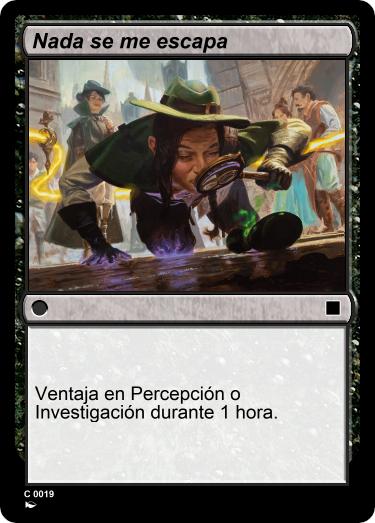 Nada se me escapa
Ventaja en Percepción o
Investigación durante 1 hora.
C 0019